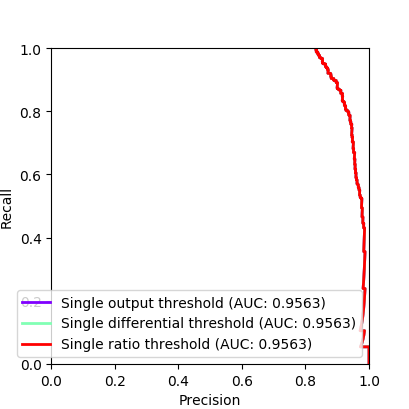 1.0
0.8
0.6
0.4
0.2
0.0
Recall
Single output threshold (AUC: 0.9563)
Single differential threshold (AUC: 0.9563)
Single ratio threshold (AUC: 0.9563)
0.0 0.2 0.4 0.6 0.8 1.0
Precision